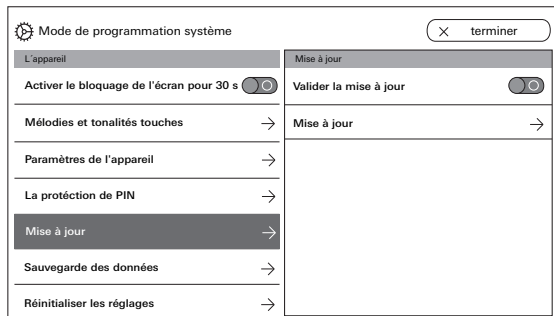 Mode de programmation système
× terminer
L´appareil
Activer le bloquage de l'écran pour 30 s
Mélodies et tonalités touches
Paramètres de l'appareil
La protéction de PIN
Mise à jour
Sauvegarde des données
Réinitialiser les réglages
Mise à jour
Valider la mise à jour
Mise à jour